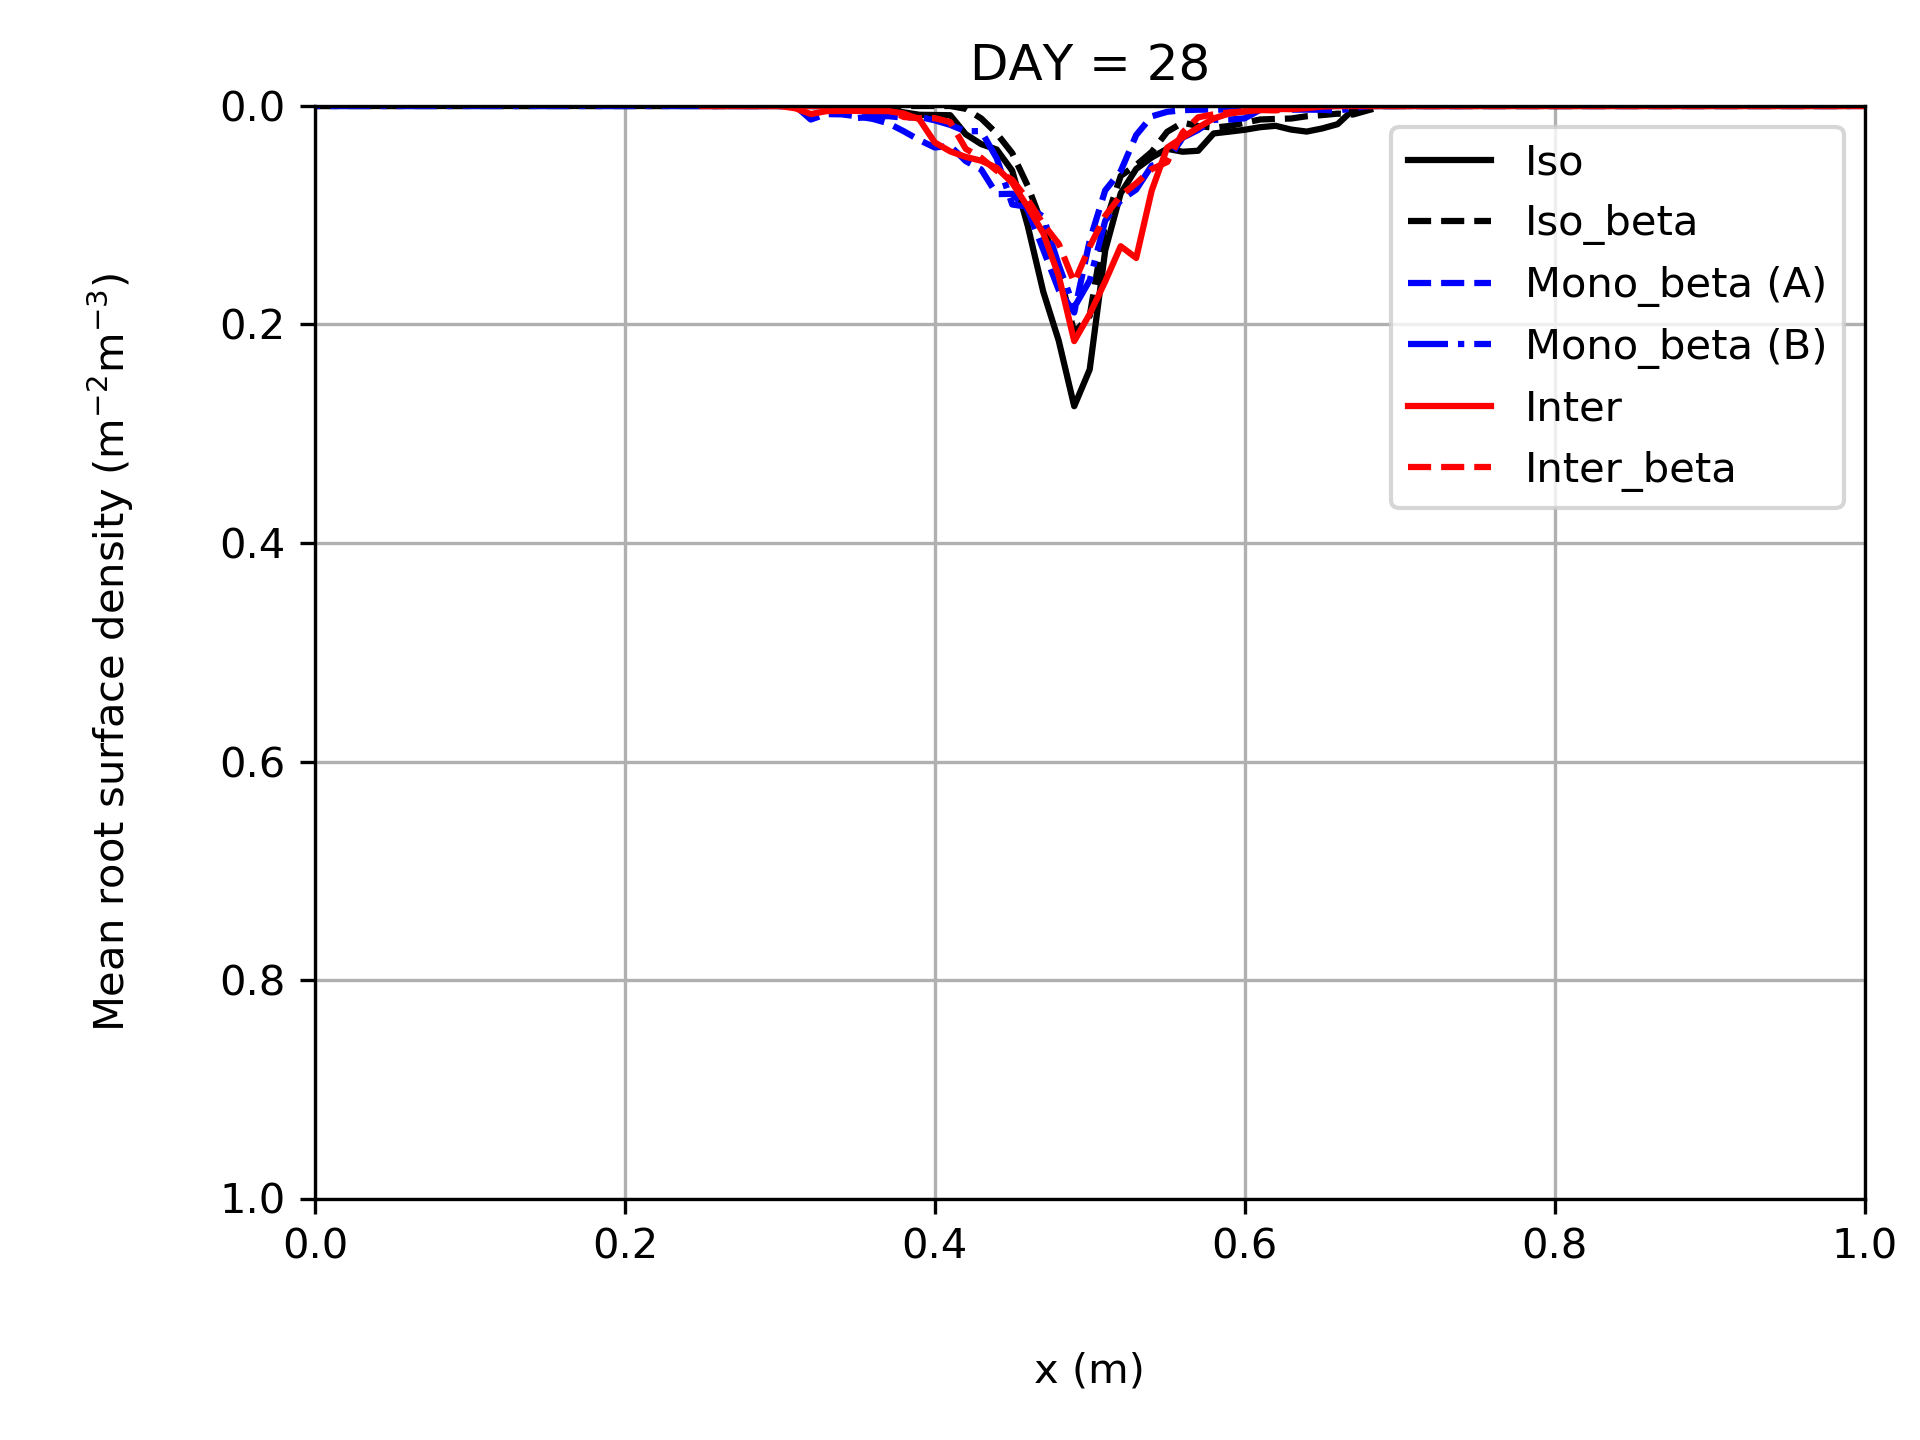 DAY = 28
0.0
0.2
0.4
0.6
0.8
1.0
Mean root surface density (m⁻²m⁻³)
0.0 0.2 0.4 0.6 0.8 1.0
x (m)
Iso
Iso_beta
Mono_beta (A)
Mono_beta (B)
Inter
Inter_beta